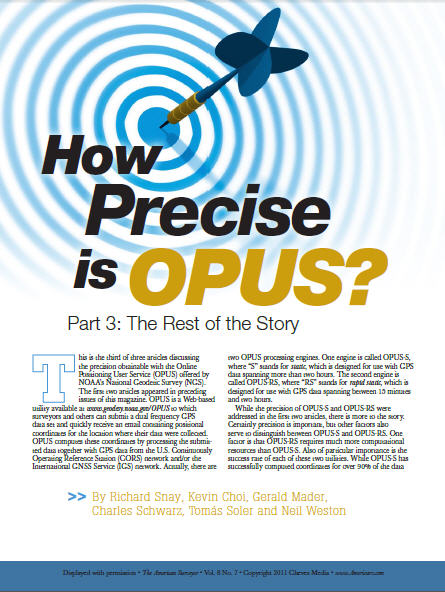 How
Precise
is OPUS?
Part 3: The Rest of the Story
This is the third of three articles discussing
the precision obtainable with the Online
Positioning User Service (OPUS) offered by
NOAA's National Geodetic Survey (NGS).
The first two articles appeared in preceding
issues of this magazine. OPUS is a Web-based
utility available at www.geodesy.noaa.gov/OPUS to which
surveyors and others can submit a dual frequency GPS
data set and quickly receive an email containing positional
coordinates for the location where their data were collected.
OPUS computes these coordinates by processing the submit-
ted data together with GPS data from the U.S. Continuously
Operating Reference Station (CORS) network and/or the
International GNSS Service (IGS) network. Actually, there are
two OPUS processing engines. One engine is called OPUS-S,
where "S" stands for static, which is designed for use with GPS
data spanning more than two hours. The second engine is
called OPUS-RS, where "RS" stands for rapid static, which is
designed for use with GPS data spanning between 15 minutes
and two hours.
While the precision of OPUS-S and OPUS-RS were
addressed in the first two articles, there is more to the story.
Certainly precision is important, but other factors also
serve to distinguish between OPUS-S and OPUS-RS. One
factor is that OPUS-RS requires much more computational
resources than OPUS-S. Also of particular importance is the
success rate of each of these two utilities. While OPUS-S has
successfully computed coordinates for over 90% of the data
>> By Richard Snay, Kevin Choi, Gerald Mader,
Charles Schwarz, Tomás Soler and Neil Weston
Displayed with permission • The American Surveyor • Vol. 8 No. 7 • Copyright 2011 Cheves Media • www.Amerisurv.com